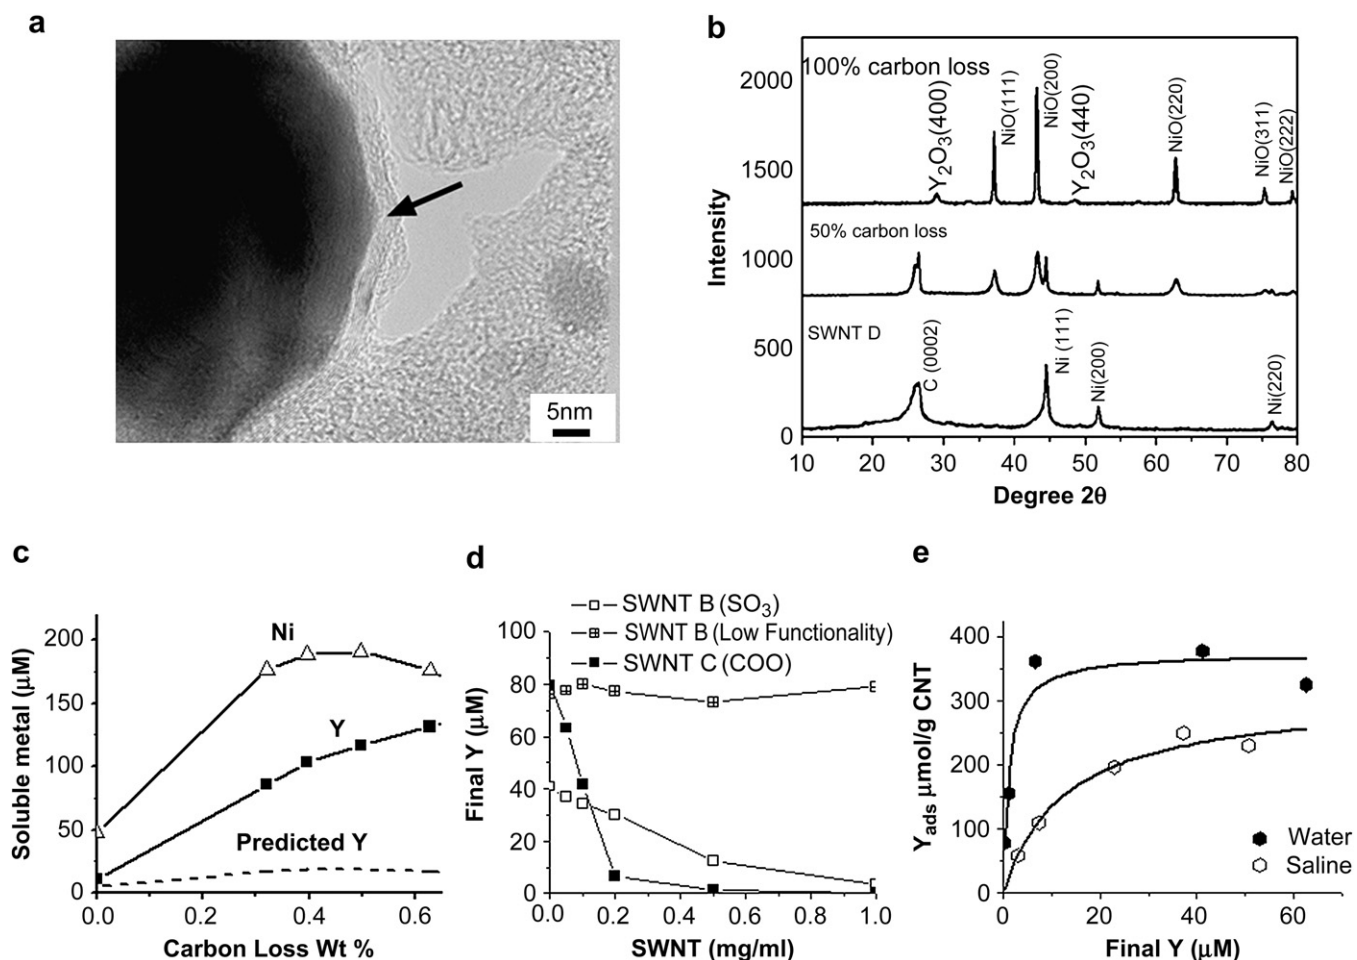 a
5nm
b
2000
1500
1000
500
0
Intensity
100% carbon loss
Y2O3(400)
NiO(111)
NiO(200)
Y2O3(440)
NiO(220)
NiO(311)
NiO(222)
50% carbon loss
SWNT D
C (0002)
Ni (111)
Ni(200)
Ni(220)
10 20 30 40 50 60 70 80
Degree 2θ
c
200
150
100
50
0
Soluble metal (μM)
Ni
Y
Predicted Y
0.0 0.2 0.4 0.6
Carbon Loss Wt %
d
SWNT B (SO3)
SWNT B (Low Functionality)
SWNT C (COO)
100
80
60
40
20
0
Final Y (μM)
0.0 0.2 0.4 0.6 0.8 1.0
SWNT (mg/ml)
e
400
300
200
100
0
Yads μmol/g CNT
Water
Saline
0 20 40 60
Final Y (μM)